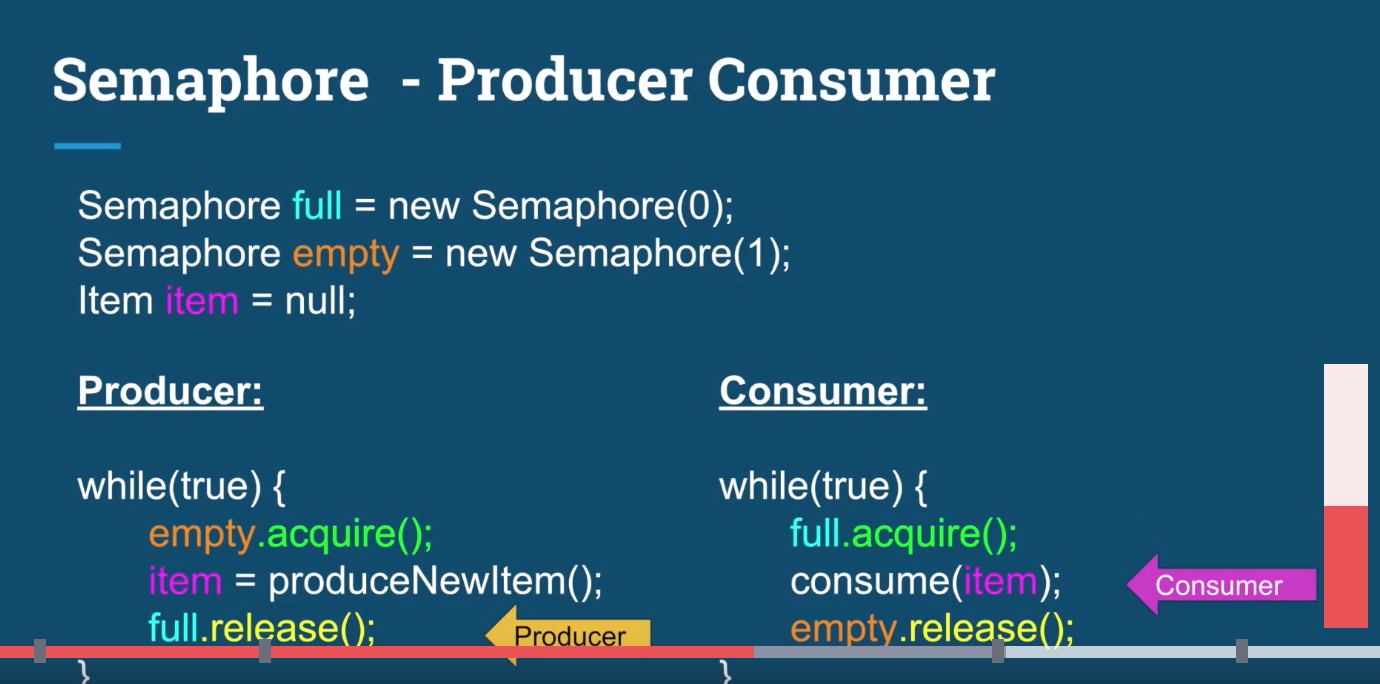 Semaphore - Producer Consumer
Semaphore full = new Semaphore(0);
Semaphore empty = new Semaphore(1);
Item item = null;
Producer:
while(true) {
empty.acquire();
item = produceNewItem();
full.release();
}
Producer
Consumer:
while(true) {
full.acquire();
consume(item);
empty.release();
}
Consumer